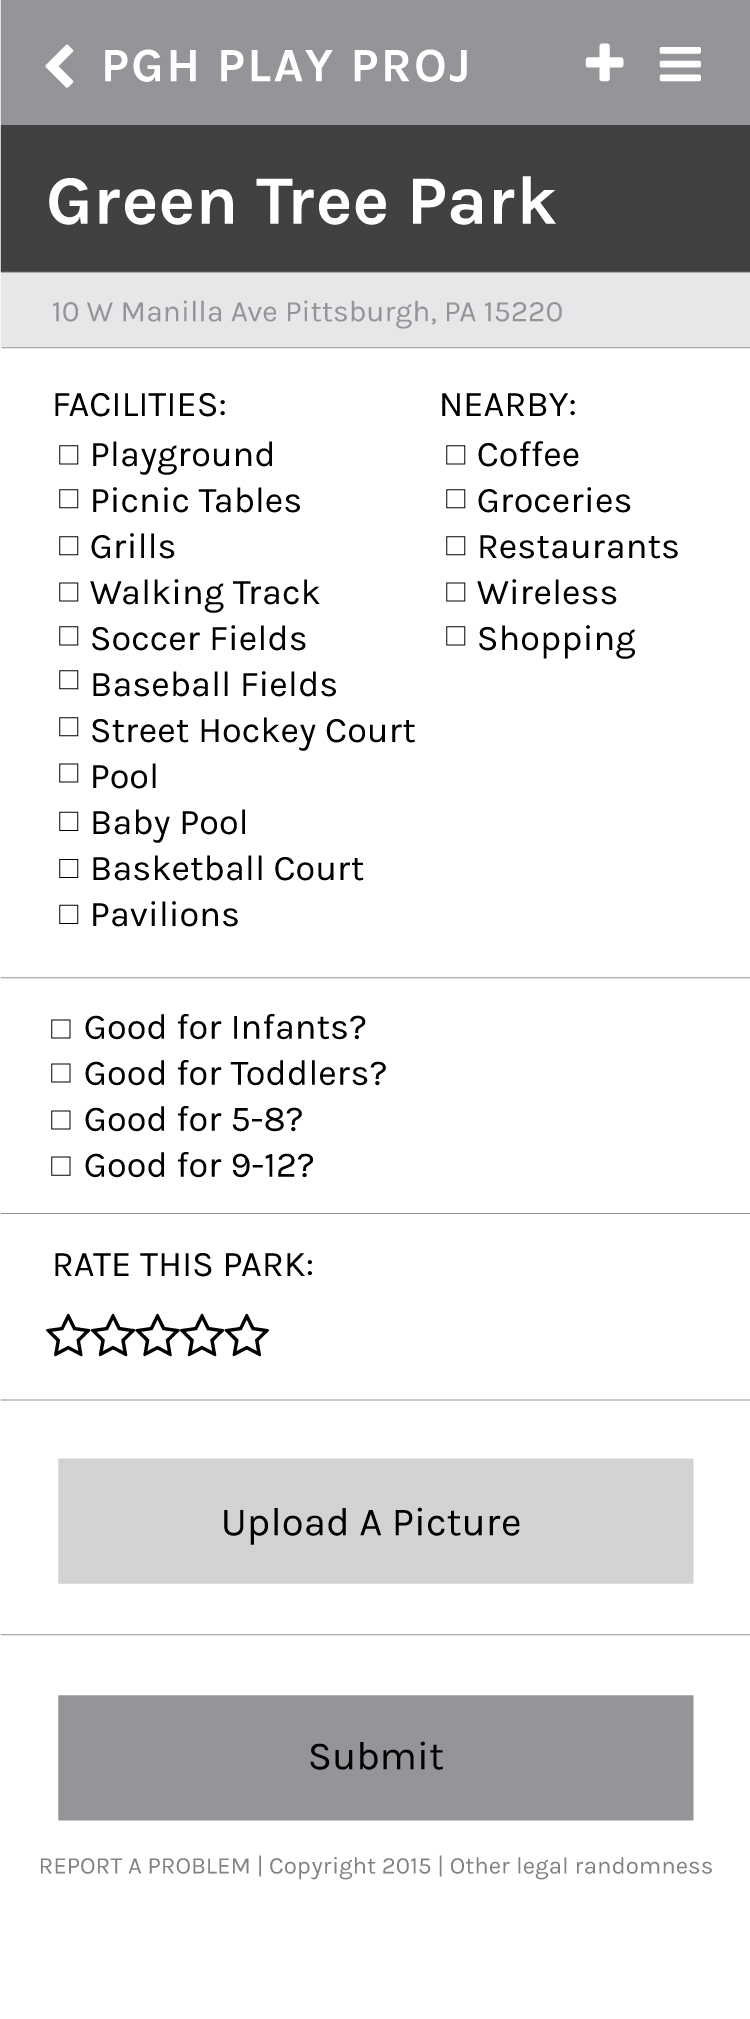 PGH PLAY PROJ
Green Tree Park
10 W Manilla Ave Pittsburgh, PA 15220
FACILITIES:
Playground
Picnic Tables
Grills
Walking Track
Soccer Fields
Baseball Fields
Street Hockey Court
Pool
Baby Pool
Basketball Court
Pavilions
NEARBY:
Coffee
Groceries
Restaurants
Wireless
Shopping
Good for Infants?
Good for Toddlers?
Good for 5-8?
Good for 9-12?
RATE THIS PARK:
Upload A Picture
Submit
REPORT A PROBLEM | Copyright 2015 | Other legal randomness